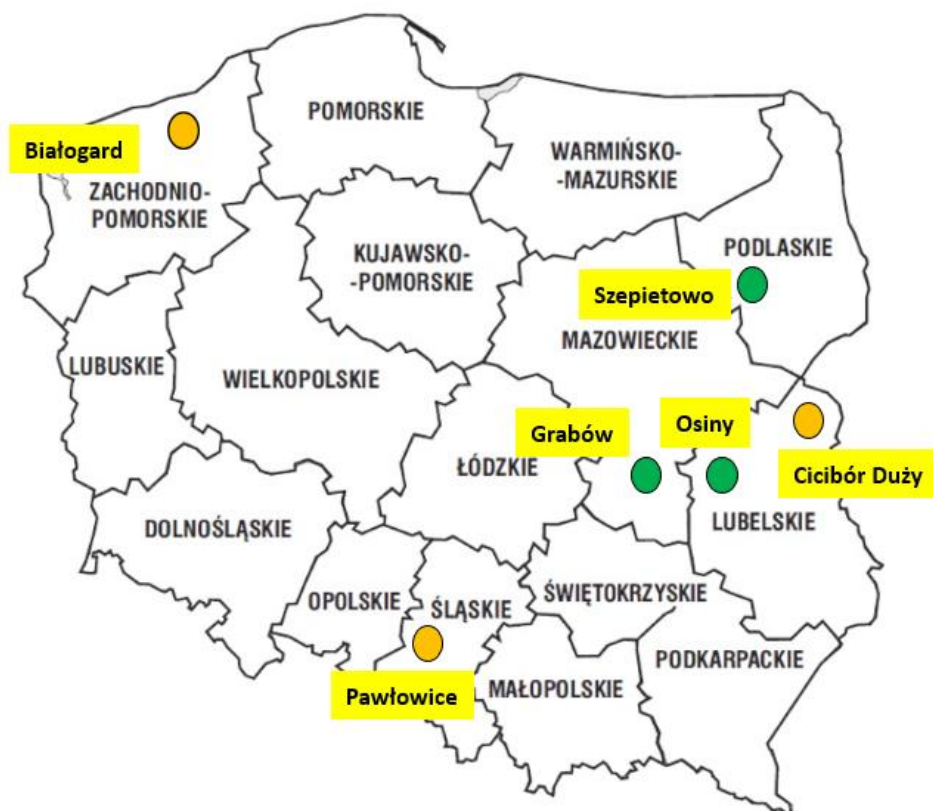 POMORSKIE
Białogard
WARMIŃSKO-
-MAZURSKIE
ZACHODNIO-
POMORSKIE
KUJAWSKO-
-POMORSKIE
PODLASKIE
Szepietowo
MAZOWIECKIE
LUBUSKIE
WIELKOPOLSKIE
Grabów
Osiny
ŁÓDZKIE
Cicibór Duży
DOLNOŚLĄSKIE
LUBELSKIE
OPOLSKIE
ŚLĄSKIE
ŚWIĘTOKRZYSKIE
PODKARPACKIE
Pawłowice
MAŁOPOLSKIE